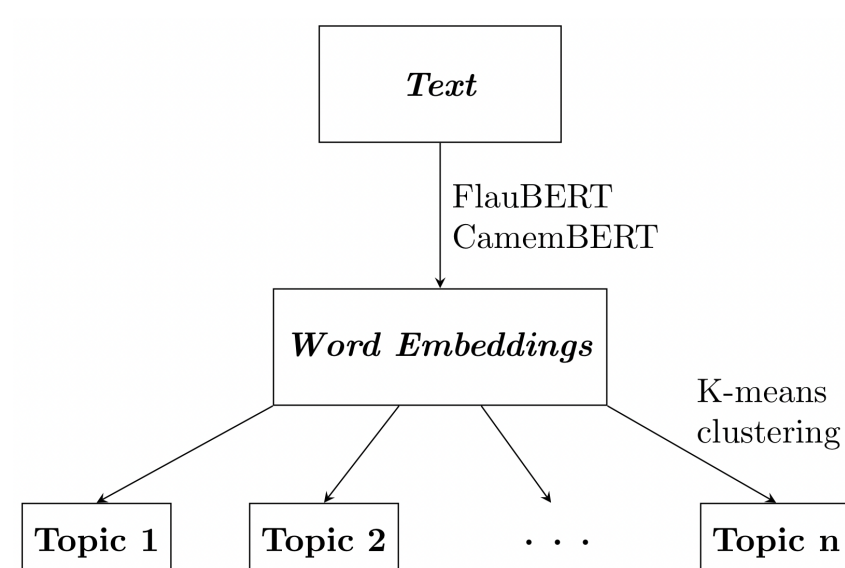 Text
FlauBERT
CamemBERT
Word Embeddings
K-means
clustering
Topic 1
Topic 2
. . .
Topic n